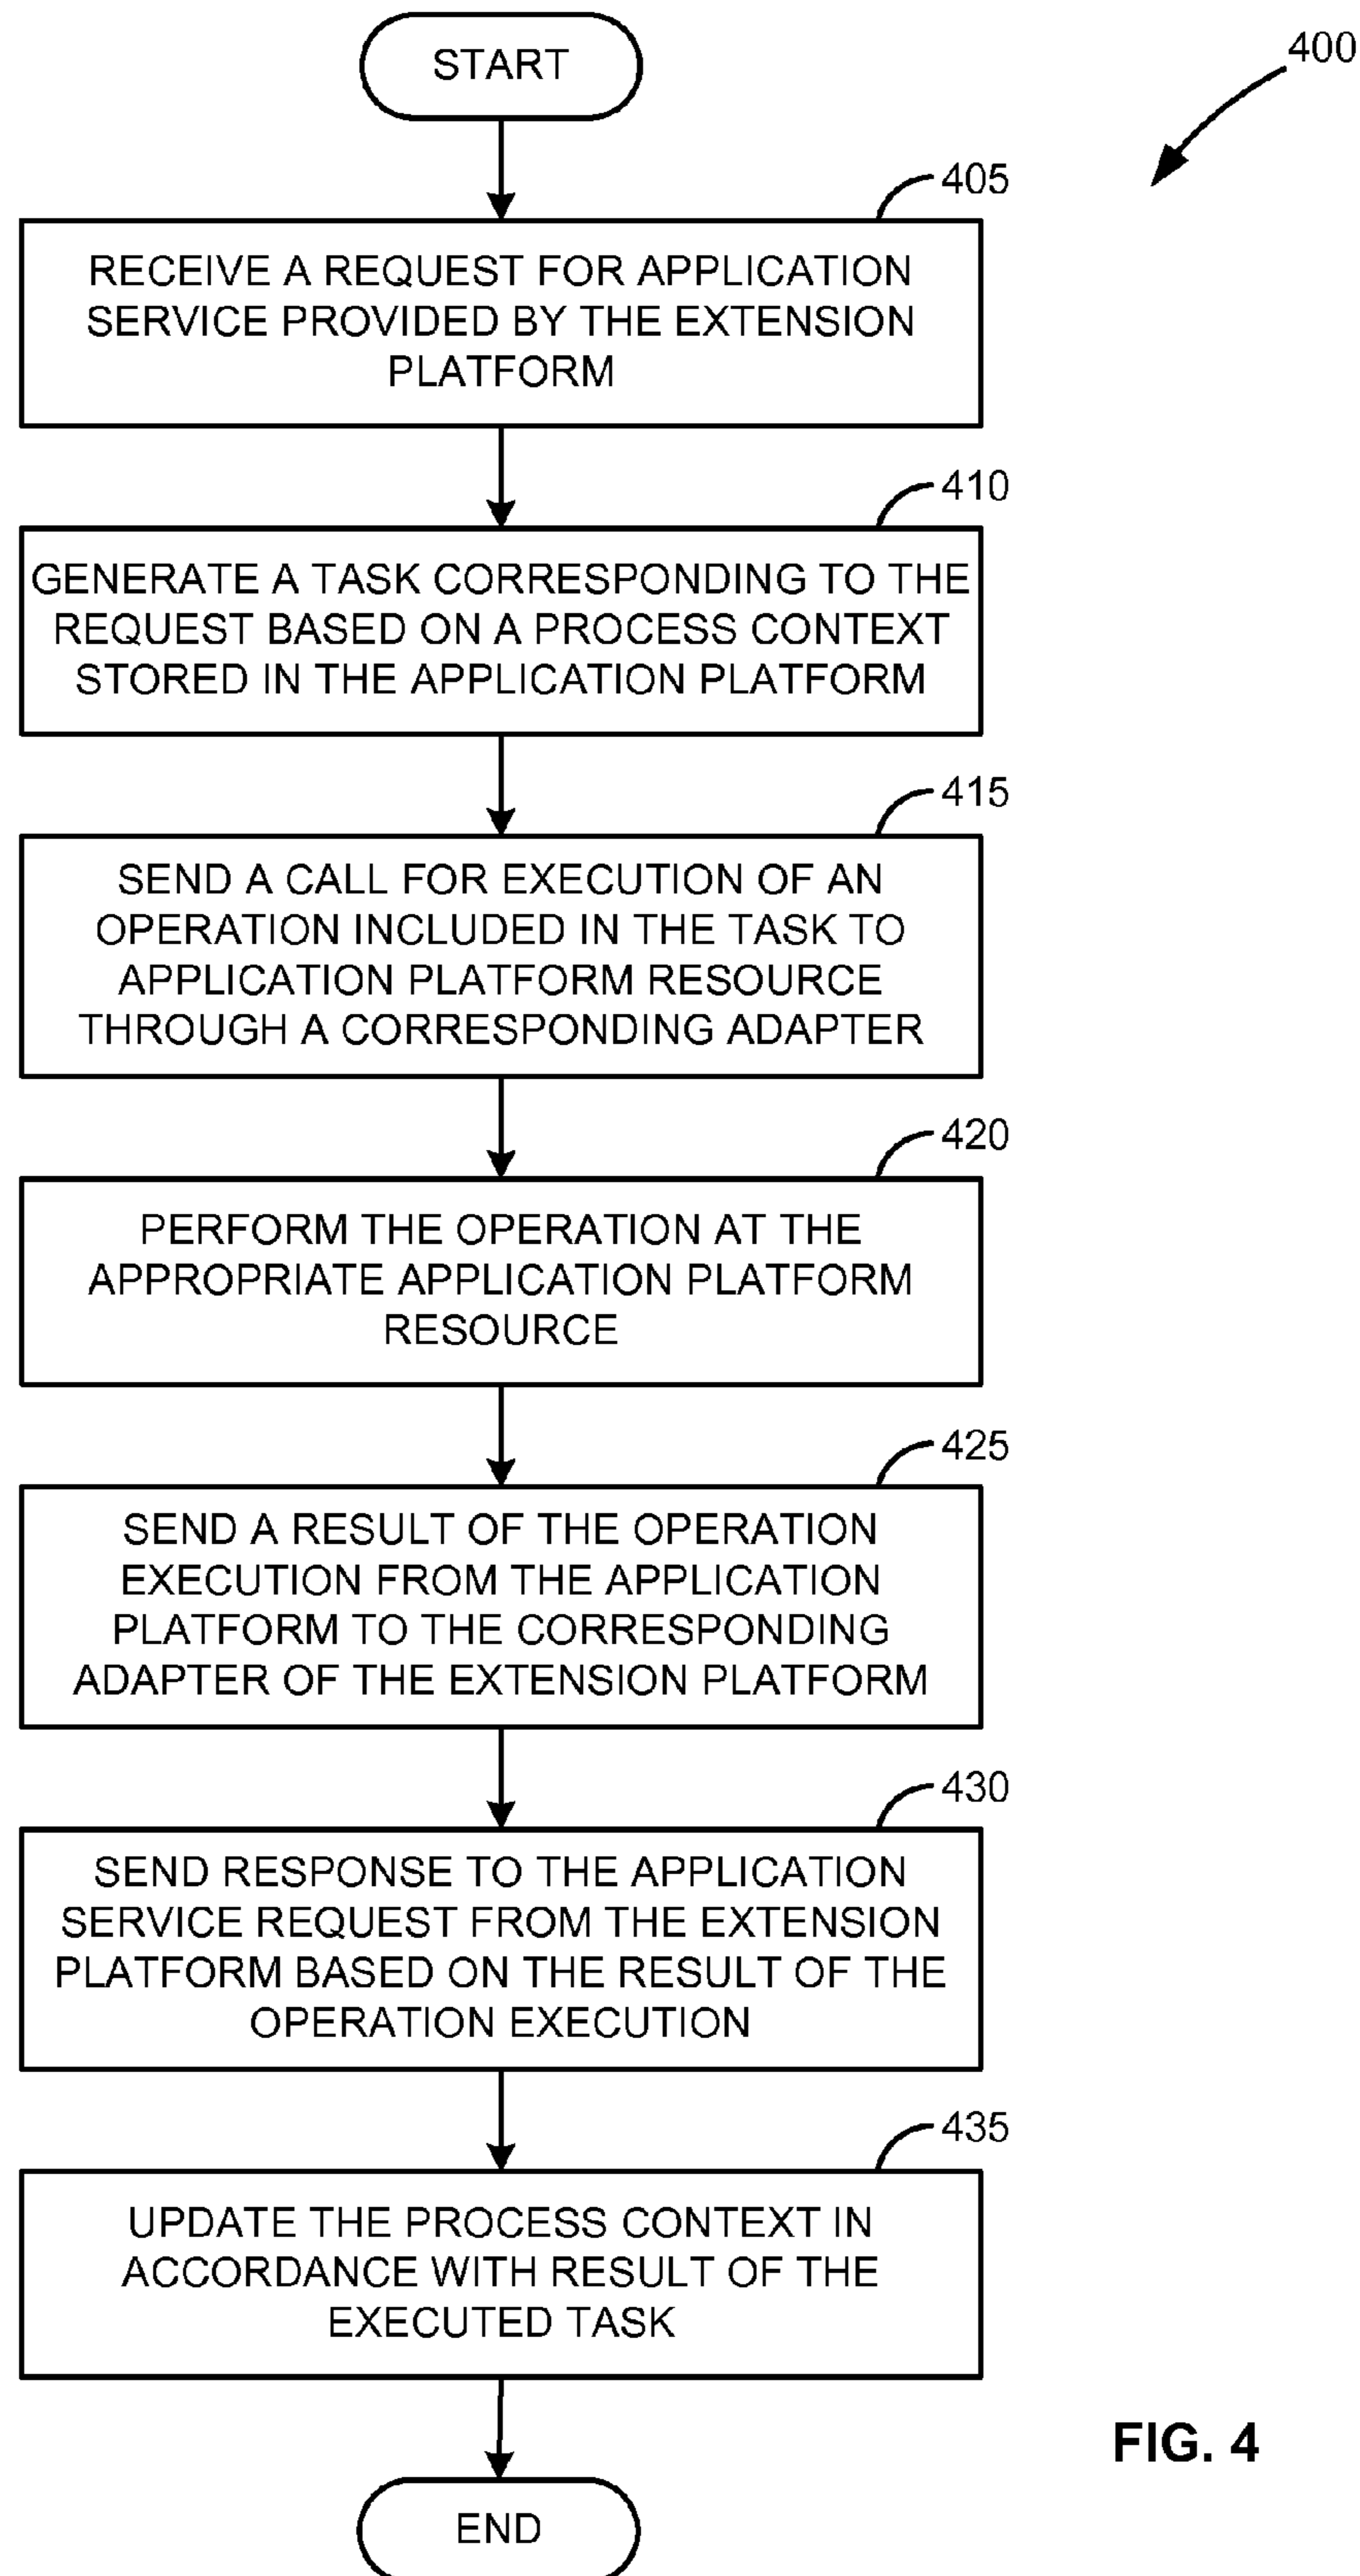 START
400
405
RECEIVE A REQUEST FOR APPLICATION
SERVICE PROVIDED BY THE EXTENSION
PLATFORM
410
GENERATE A TASK CORRESPONDING TO THE
REQUEST BASED ON A PROCESS CONTEXT
STORED IN THE APPLICATION PLATFORM
415
SEND A CALL FOR EXECUTION OF AN
OPERATION INCLUDED IN THE TASK TO
APPLICATION PLATFORM RESOURCE
THROUGH A CORRESPONDING ADAPTER
420
PERFORM THE OPERATION AT THE
APPROPRIATE APPLICATION PLATFORM
RESOURCE
425
SEND A RESULT OF THE OPERATION
EXECUTION FROM THE APPLICATION
PLATFORM TO THE CORRESPONDING
ADAPTER OF THE EXTENSION PLATFORM
430
SEND RESPONSE TO THE APPLICATION
SERVICE REQUEST FROM THE EXTENSION
PLATFORM BASED ON THE RESULT OF THE
OPERATION EXECUTION
435
UPDATE THE PROCESS CONTEXT IN
ACCORDANCE WITH RESULT OF THE
EXECUTED TASK
FIG. 4
END